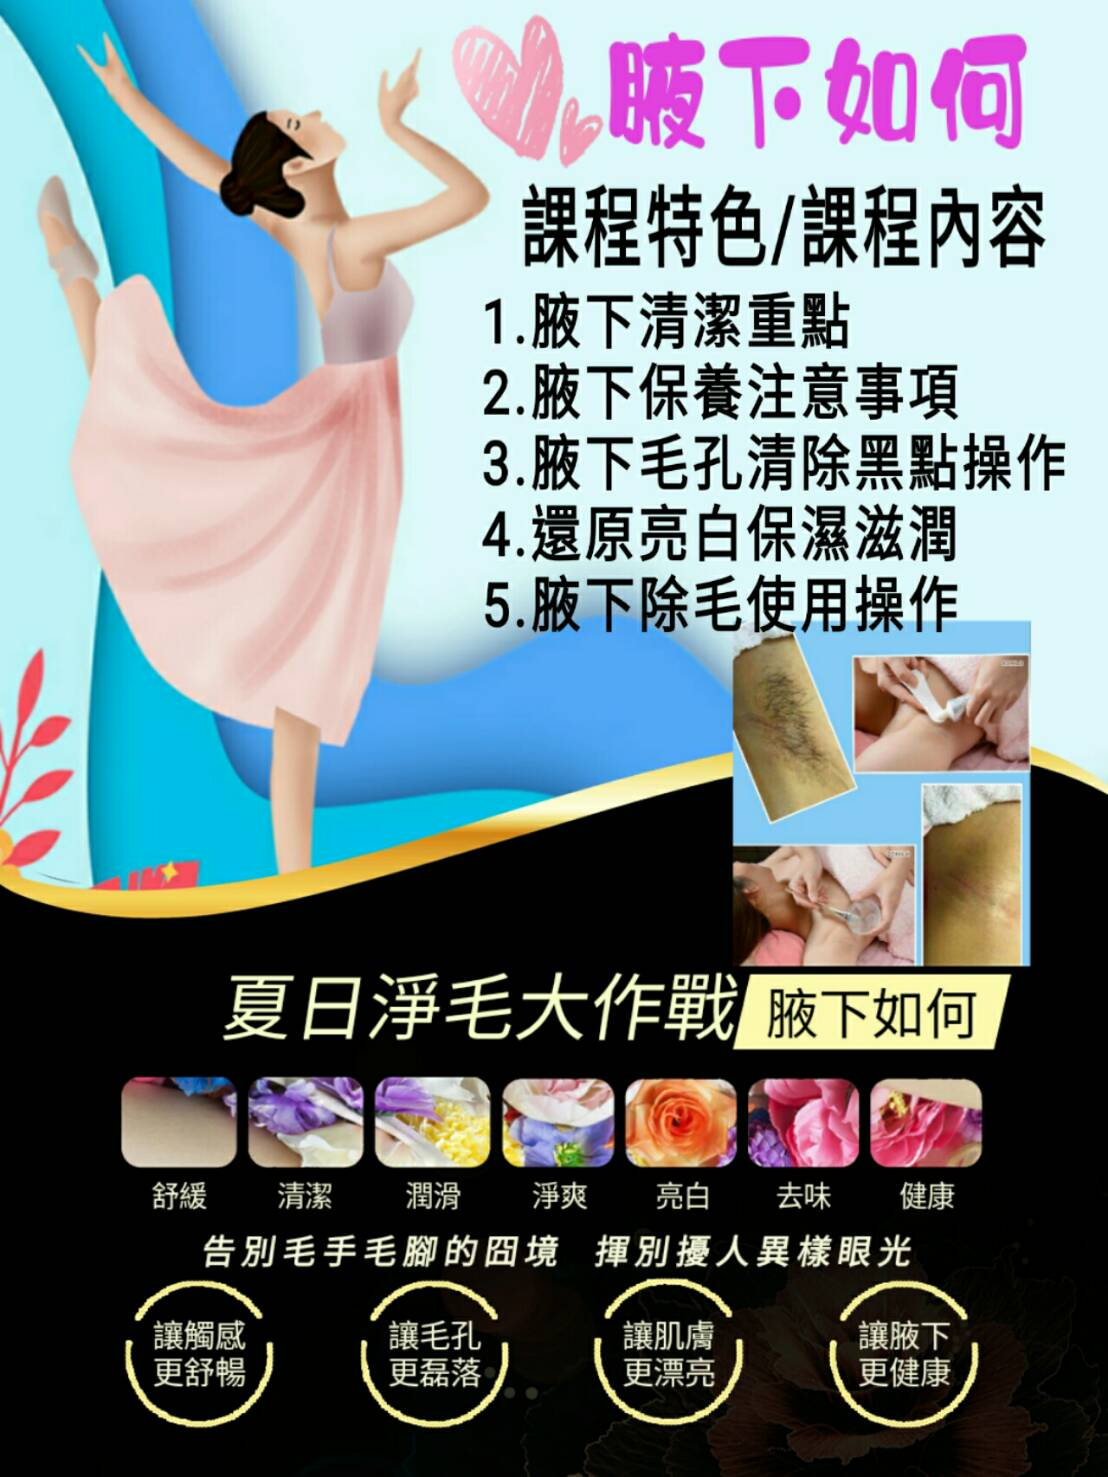 腋下如何
課程特色/課程內容
1.腋下清潔重點
2.腋下保養注意事項
3.腋下毛孔清除黑點操作
4.還原亮白保濕滋潤
5.腋下除毛使用操作
夏日淨毛大作戰 腋下如何
舒緩 清潔 潤滑 淨爽 亮白 去味 健康
告別毛手毛腳的囧境 揮別擾人異樣眼光
讓觸感 讓毛孔 讓肌膚 讓腋下
更舒暢 更磊落 更漂亮 更健康